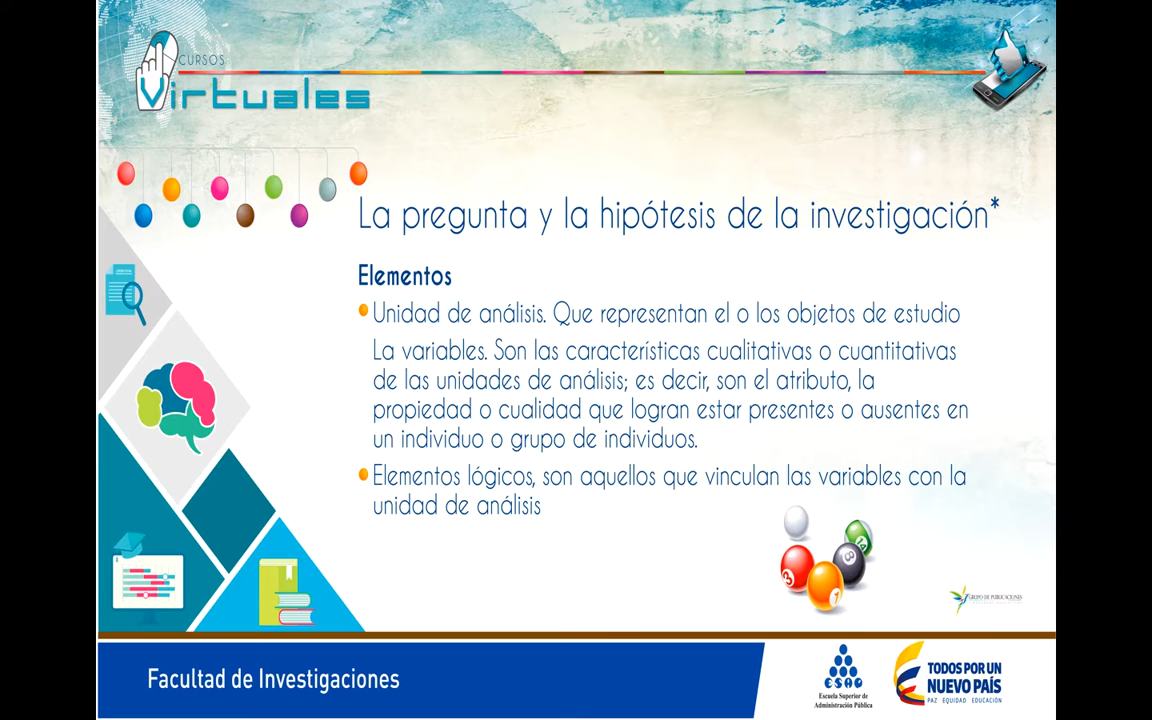 CURSOS
Virtuales
La pregunta y la hipótesis de la investigación*
Elementos
Unidad de análisis. Que representan el o los objetos de estudio
La variables. Son las características cualitativas o cuantitativas
de las unidades de análisis; es decir, son el atributo, la
propiedad o cualidad que logran estar presentes o ausentes en
un individuo o grupo de individuos.
Elementos lógicos, son aquellos que vinculan las variables con la
unidad de análisis
3
1
GRUPO DE PUBLICACIONES
Facultad de Investigaciones
ESAP
Escuela Superior de
Administración Pública
TODOS POR UN
NUEVO PAÍS
PAZ EQUIDAD EDUCACIÓN